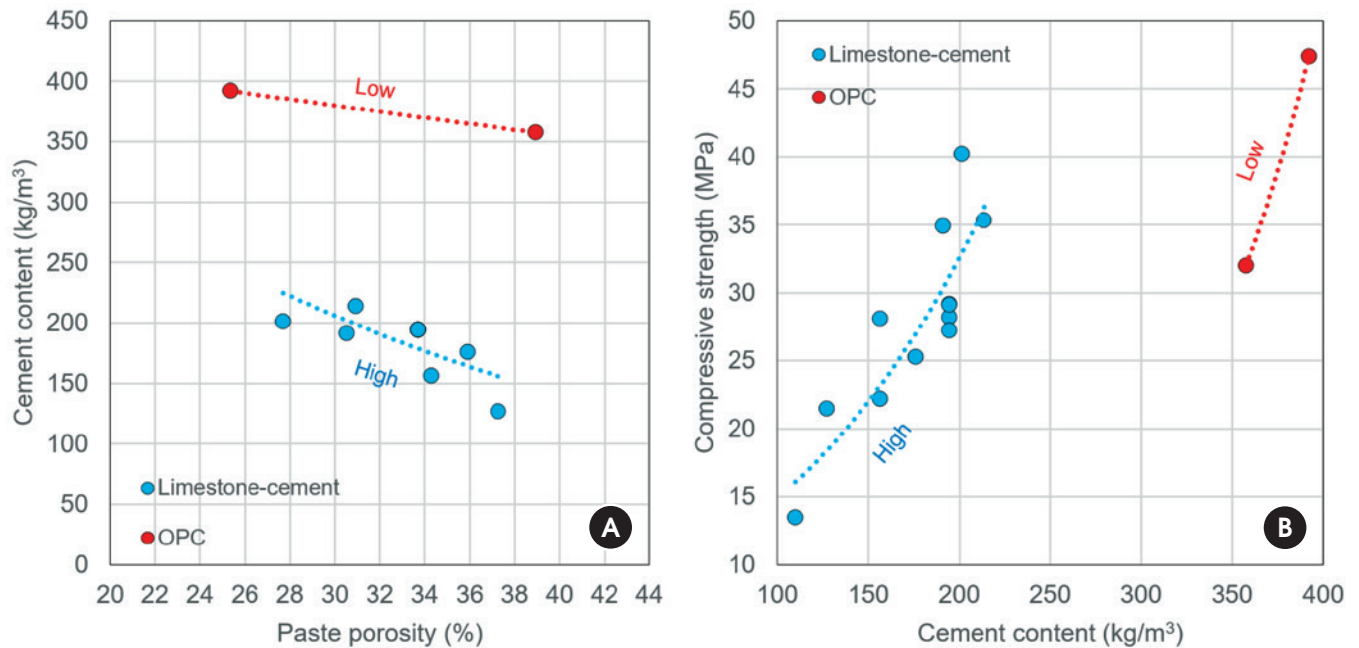 450
400
350
300
250
200
150
100
50
0
Cement content (kg/m³)
Low
High
Limestone-cement
OPC
A
20 22 24 26 28 30 32 34 36 38 40 42 44
Paste porosity (%)
50
45
40
35
30
25
20
15
10
Compressive strength (MPa)
Limestone-cement
OPC
Low
High
B
100 150 200 250 300 350 400
Cement content (kg/m³)